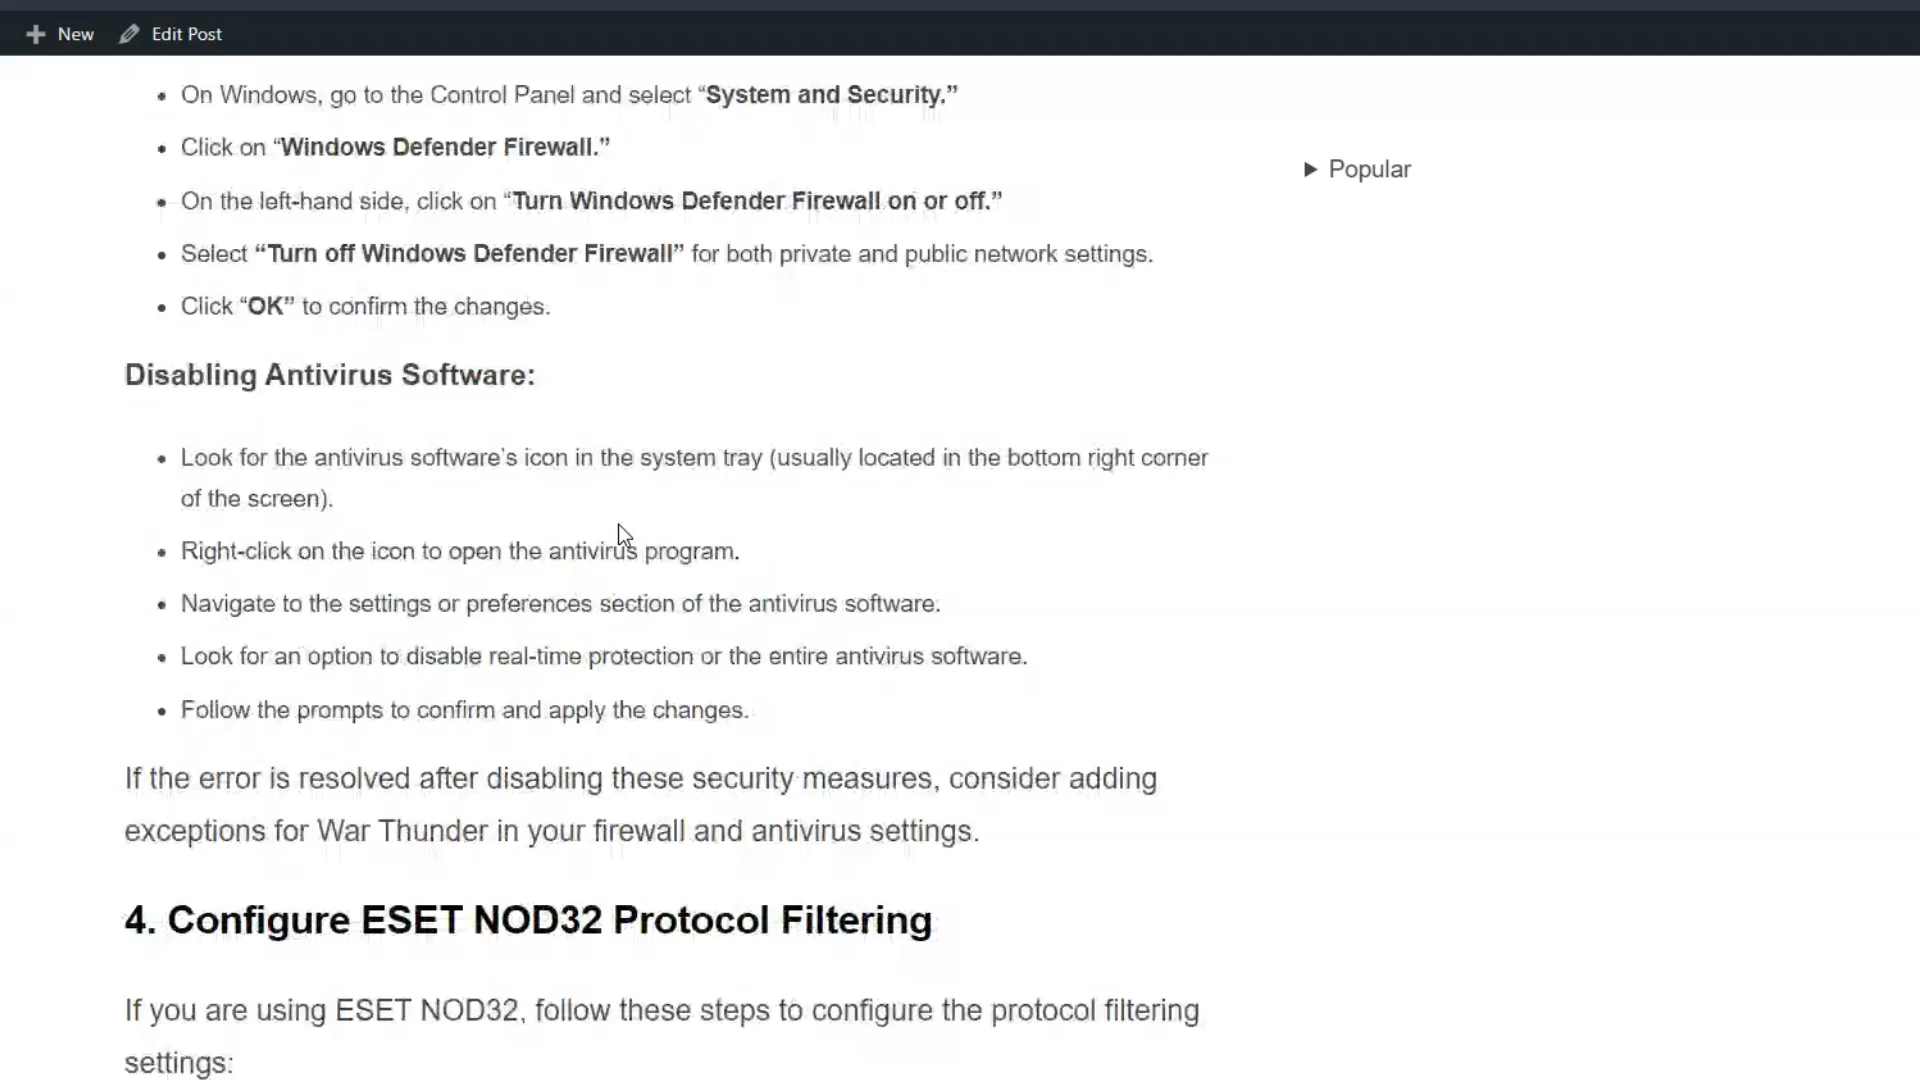 New Edit Post
On Windows, go to the Control Panel and select “System and Security.”
Click on “Windows Defender Firewall.”
Popular
On the left-hand side, click on “Turn Windows Defender Firewall on or off.”
Select “Turn off Windows Defender Firewall” for both private and public network settings.
Click “OK” to confirm the changes.
Disabling Antivirus Software:
Look for the antivirus software’s icon in the system tray (usually located in the bottom right corner
of the screen).
Right-click on the icon to open the antivirus program.
Navigate to the settings or preferences section of the antivirus software.
Look for an option to disable real-time protection or the entire antivirus software.
Follow the prompts to confirm and apply the changes.
If the error is resolved after disabling these security measures, consider adding
exceptions for War Thunder in your firewall and antivirus settings.
4. Configure ESET NOD32 Protocol Filtering
If you are using ESET NOD32, follow these steps to configure the protocol filtering
settings: